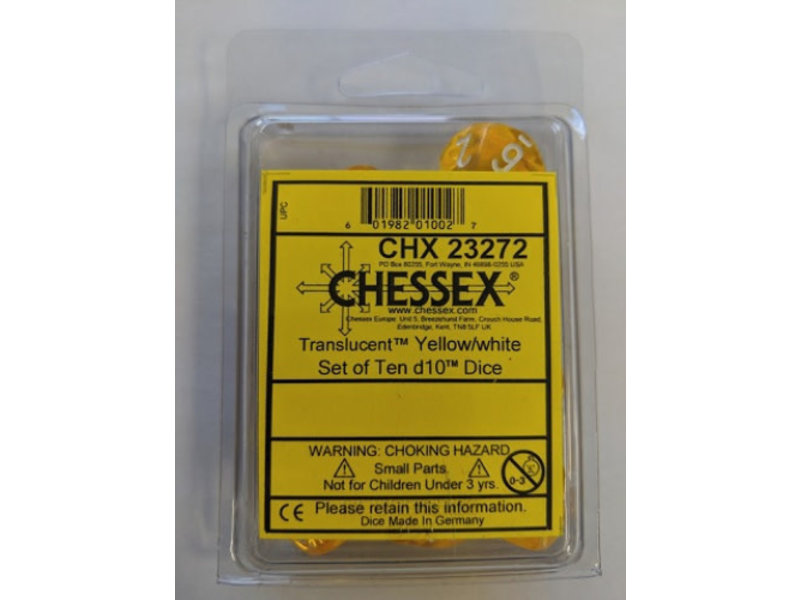 2
9
UPC
6 01982 01002 7
CHX 23272
PO Box 80255, Fort Wayne, IN 46898-0255 USA
CHESSEX®
www.chessex.com
Chessex Europe: Unit 5, Breezehurst Farm, Crouch House Road,
Edenbridge, Kent, TN8 5LF UK
Translucent™ Yellow/white
Set of Ten d10™ Dice
WARNING: CHOKING HAZARD
Small Parts.
Not for Children Under 3 yrs.
0-3
CE Please retain this information.
Dice Made In Germany